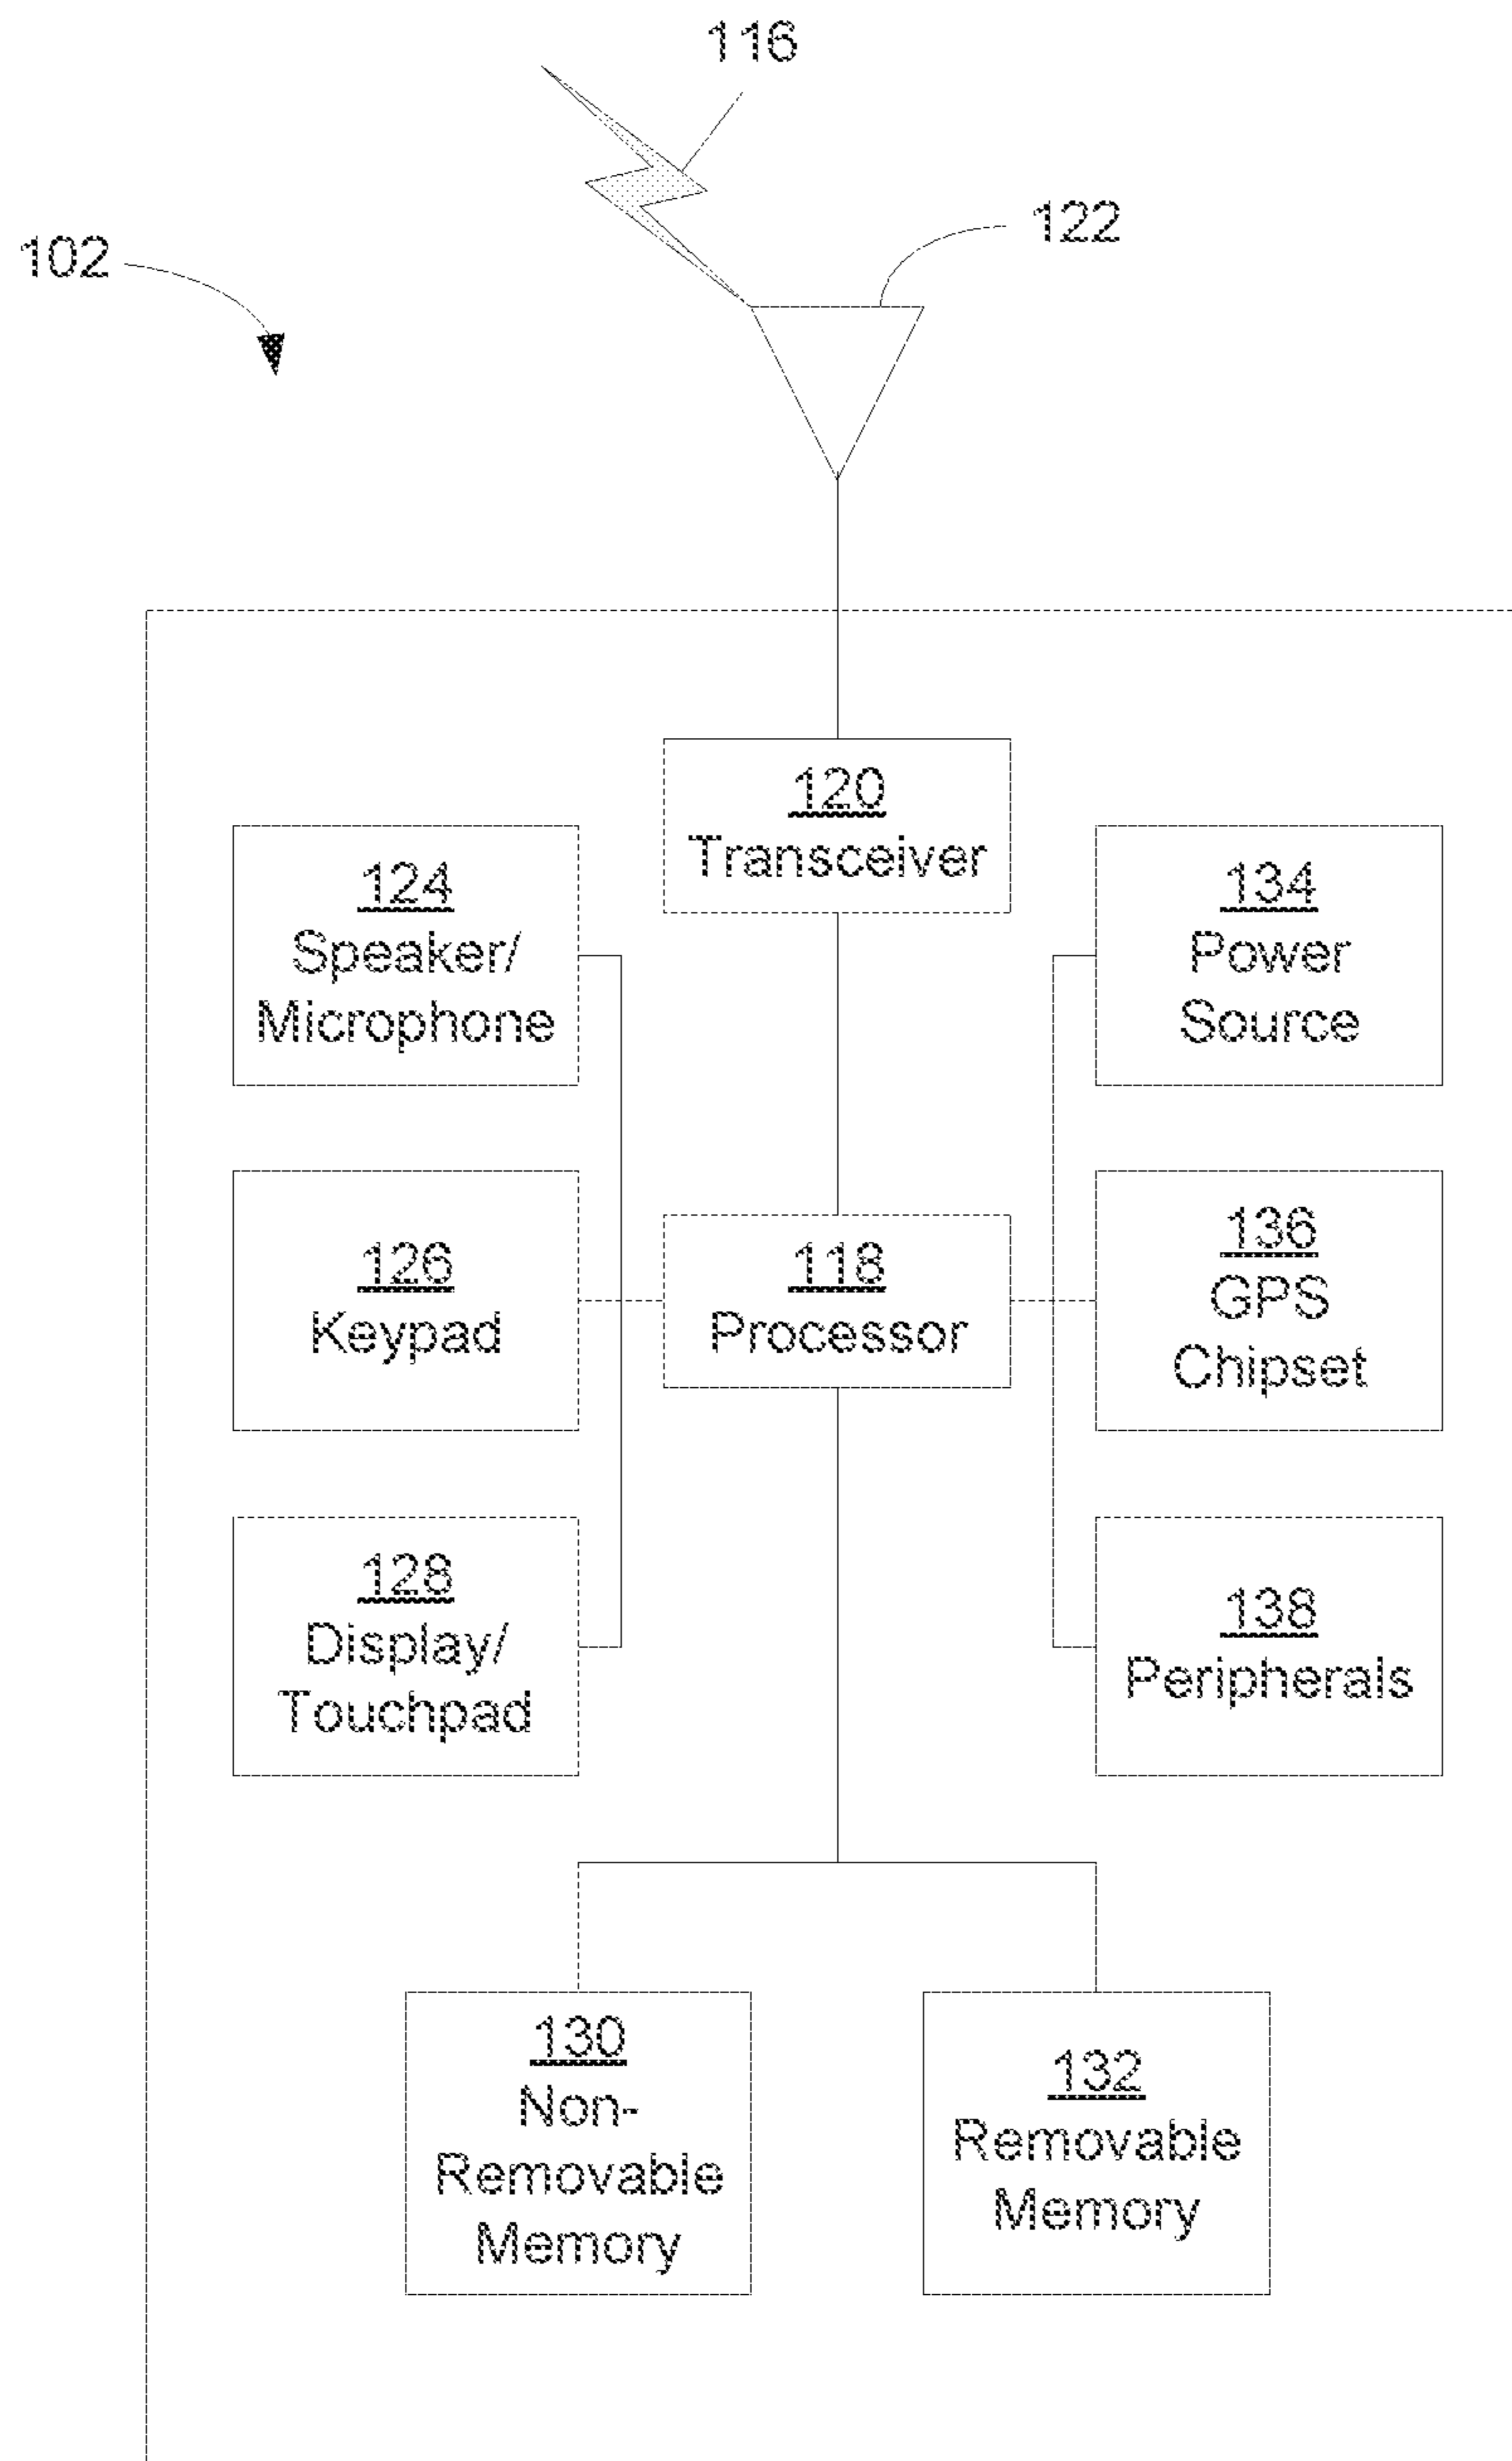 116
122
102
120
Transceiver
124
Speaker/
Microphone
134
Power
Source
126
Keypad
118
Processor
136
GPS
Chipset
128
Display/
Touchpad
138
Peripherals
130
Non-
Removable
Memory
132
Removable
Memory